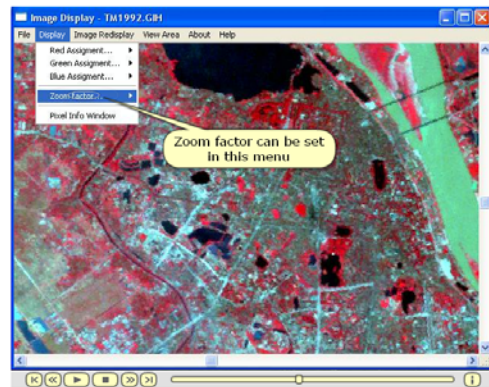 Image Display - TM1992.GIH
File Display Image Redisplay View Area About Help
Red Assigment...
Green Assigment...
Blue Assigment...
Zoom factor...
Pixel Info Window
Zoom factor can be set
in this menu